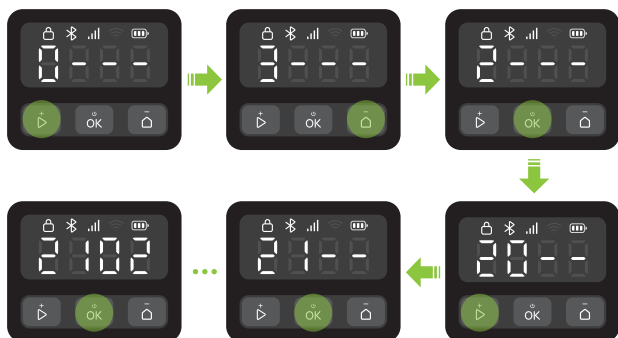 0---
+ OK −
3---
+ OK −
2---
+ OK −
20--
+ OK −
21--
+ OK −
2102
+ OK −